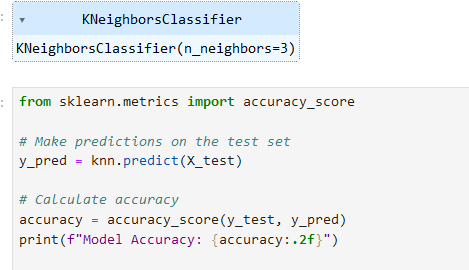 KNeighborsClassifier
KNeighborsClassifier(n_neighbors=3)
from sklearn.metrics import accuracy_score
# Make predictions on the test set
y_pred = knn.predict(X_test)
# Calculate accuracy
accuracy = accuracy_score(y_test, y_pred)
print(f"Model Accuracy: {accuracy:.2f}")